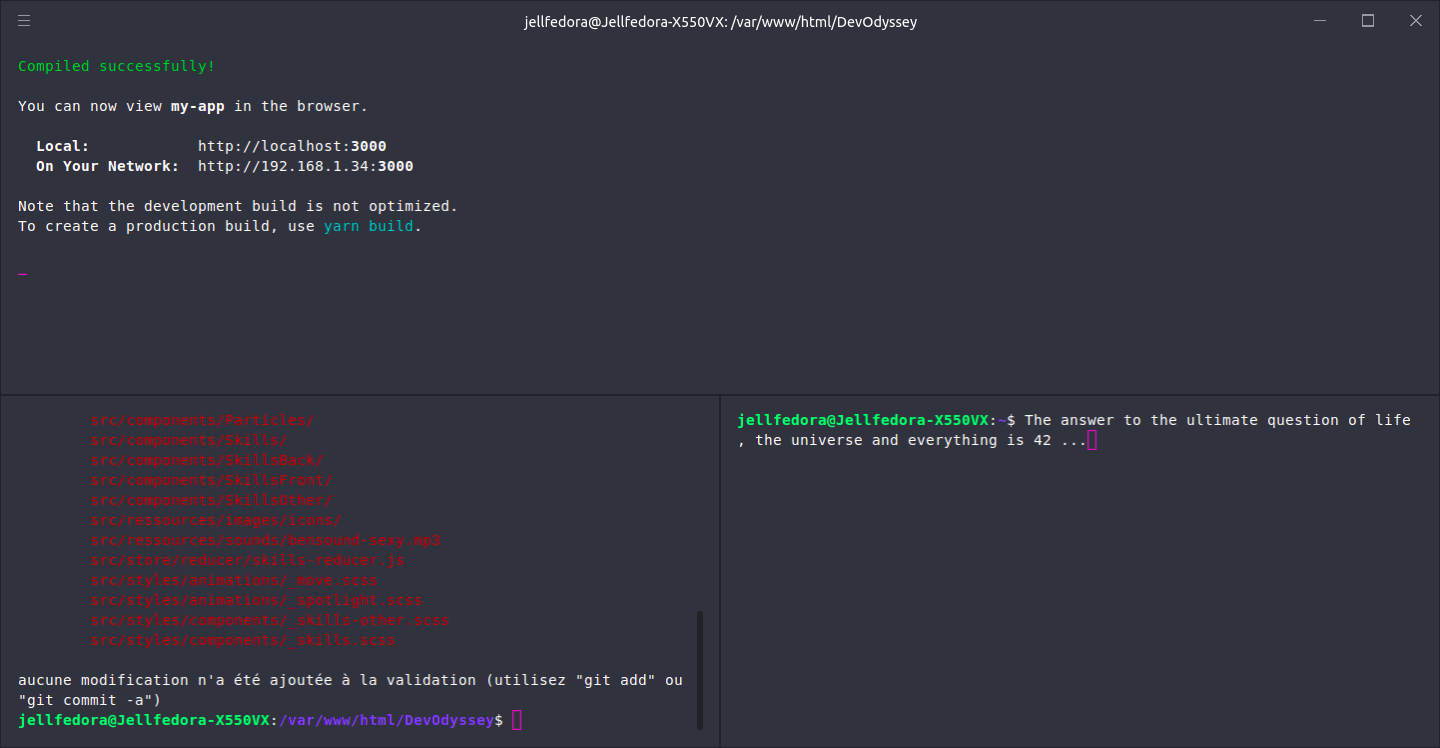 jellfedora@Jellfedora-X550VX: /var/www/html/DevOdyssey
Compiled successfully!
You can now view my-app in the browser.
Local: http://localhost:3000
On Your Network: http://192.168.1.34:3000
Note that the development build is not optimized.
To create a production build, use yarn build.
src/components/Particles/
src/components/Skills/
src/components/SkillsBack/
src/components/SkillsFront/
src/components/SkillsOther/
src/ressources/images/icons/
src/ressources/sounds/bensound-sexy.mp3
src/store/reducer/skills-reducer.js
src/styles/animations/_move.scss
src/styles/animations/_spotlight.scss
src/styles/components/_skills-other.scss
src/styles/components/_skills.scss
aucune modification n'a été ajoutée à la validation (utilisez "git add" ou
"git commit -a")
jellfedora@Jellfedora-X550VX:/var/www/html/DevOdyssey$
jellfedora@Jellfedora-X550VX:~$ The answer to the ultimate question of life
, the universe and everything is 42 ...